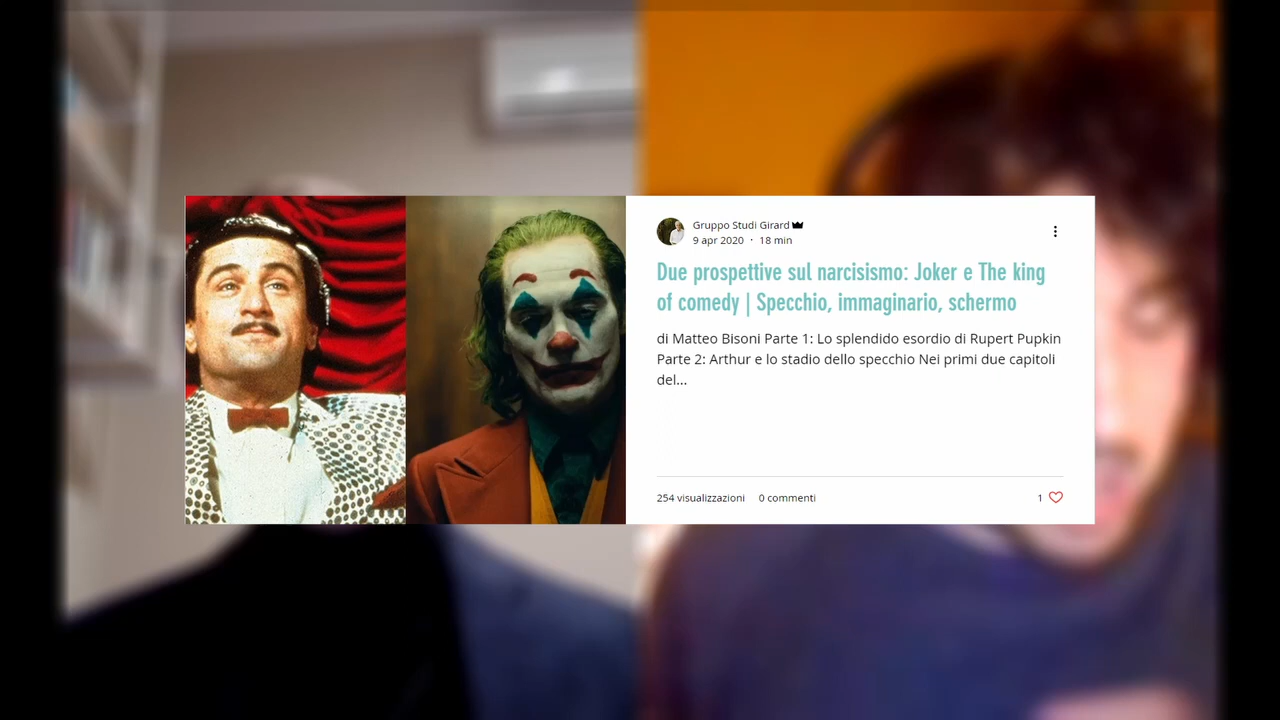 Gruppo Studi Girard
9 apr 2020 · 18 min
Due prospettive sul narcisismo: Joker e The king
of comedy | Specchio, immaginario, schermo
di Matteo Bisoni Parte 1: Lo splendido esordio di Rupert Pupkin
Parte 2: Arthur e lo stadio dello specchio Nei primi due capitoli
del...
254 visualizzazioni 0 commenti 1